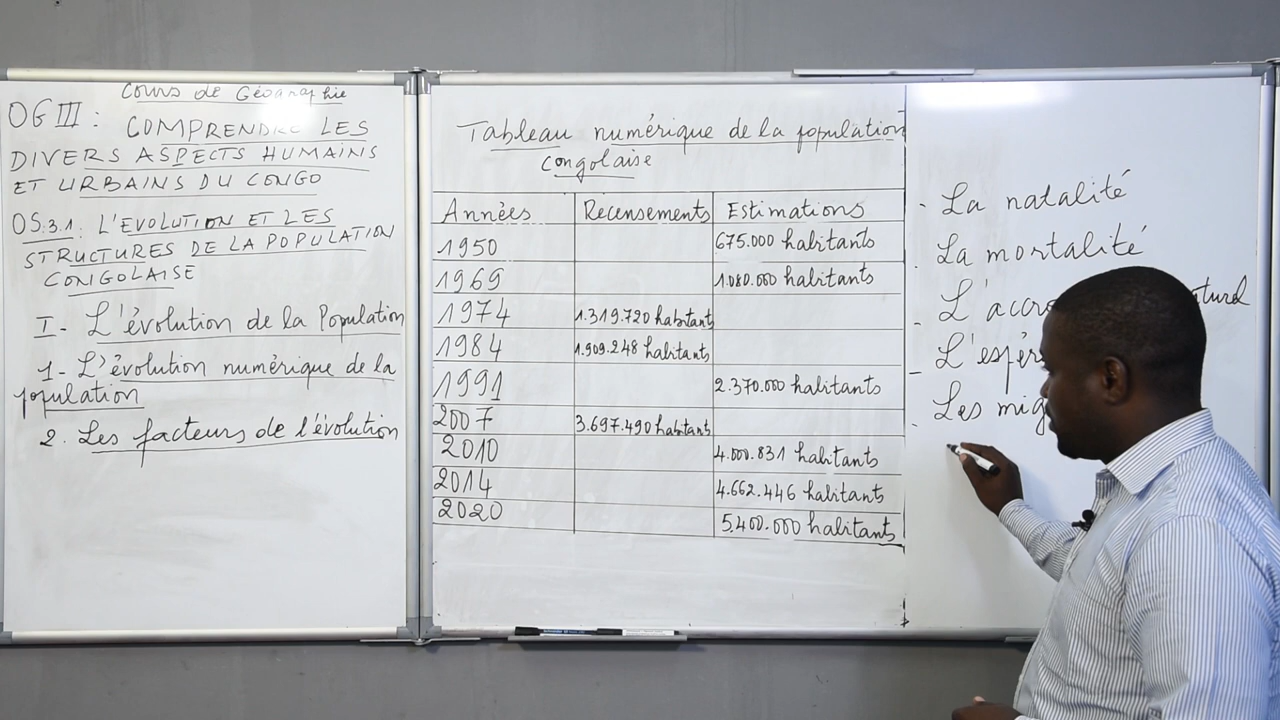 Cours de Géographie
OG III : COMPRENDRE LES
DIVERS ASPECTS HUMAINS
ET URBAINS DU CONGO
OS.3.1: L'EVOLUTION ET LES
STRUCTURES DE LA POPULATION
CONGOLAISE
I- L'évolution de la Population
1- L'évolution numérique de la
population
2. Les facteurs de l'évolution
Tableau numérique de la population
congolaise
Années Recensements Estimations
1950 675.000 habitants
1969 1.080.000 habitants
1974 1.319.720 habitants
1984 1.909.248 habitants
1991 2.370.000 habitants
2007 3.697.490 habitants
2010 4.000.831 habitants
2014 4.662.446 habitants
2020 5.400.000 habitants
- La natalité
- La mortalité
- L'
- L'
- Les